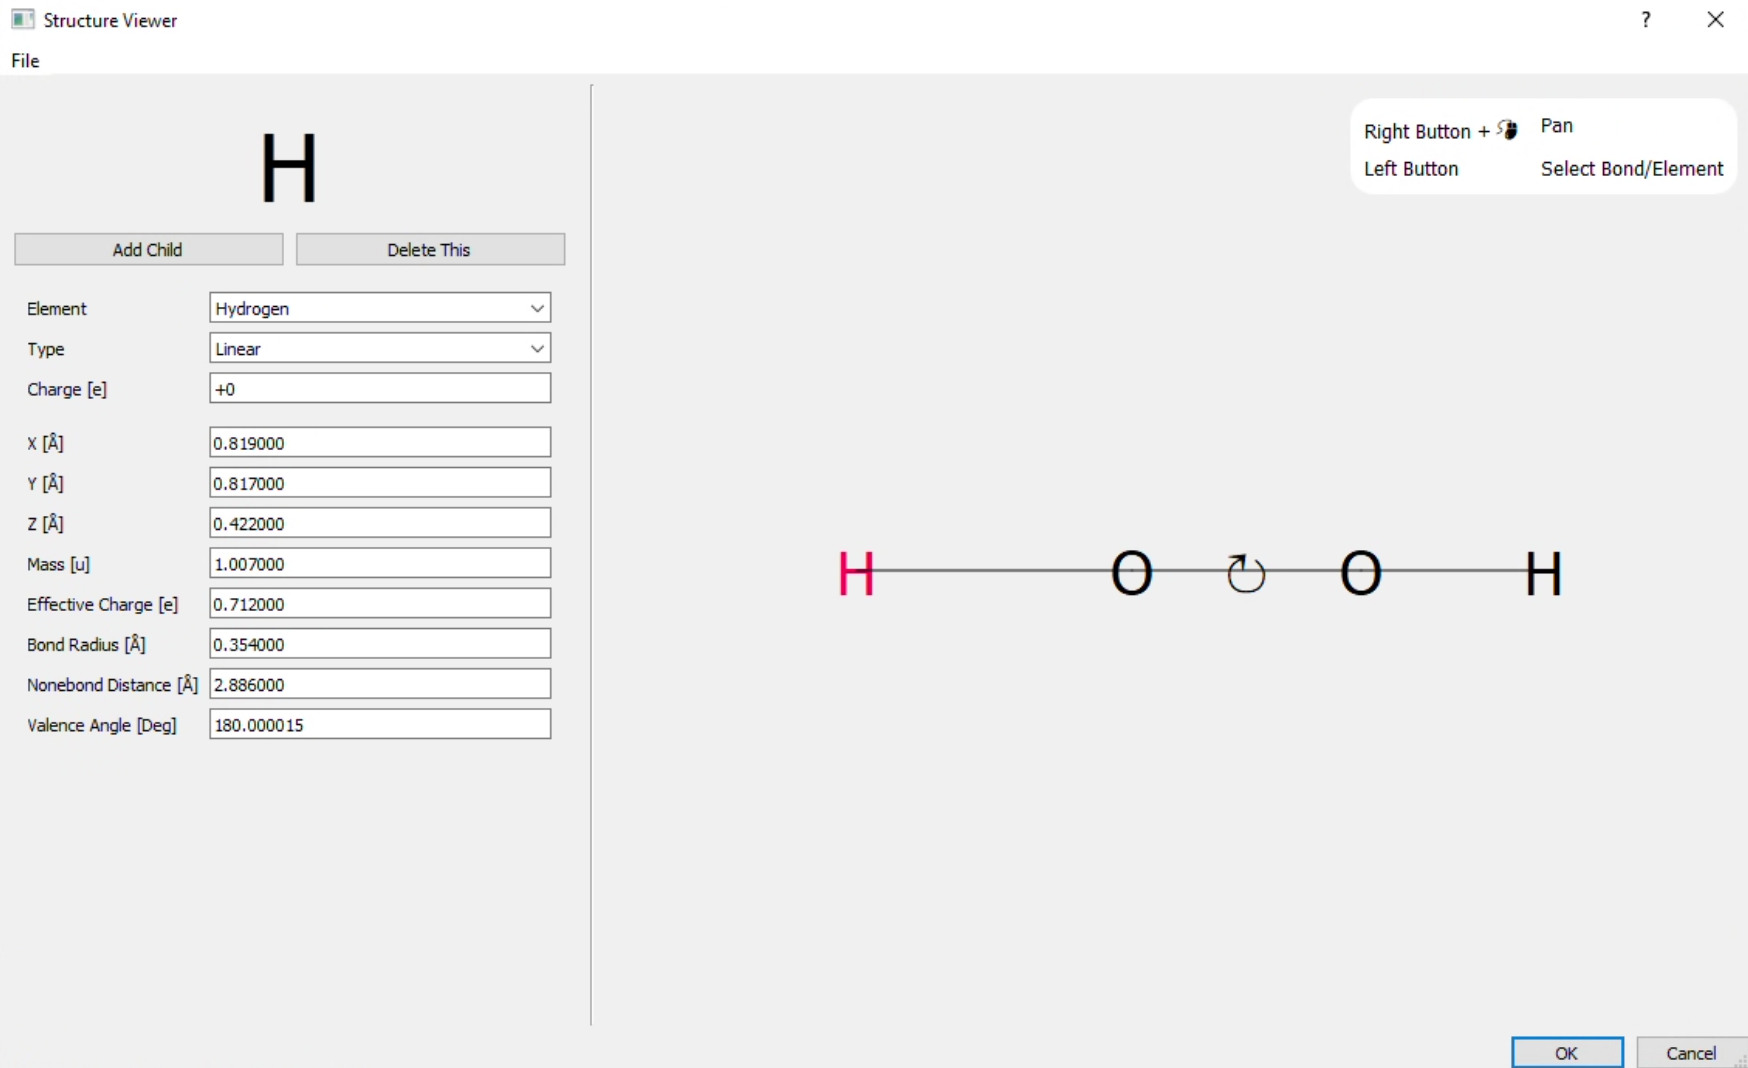 Structure Viewer
?
File
H
Right Button + Pan
Left Button Select Bond/Element
Add Child Delete This
Element Hydrogen
Type Linear
Charge [e] +0
X [Å] 0.819000
Y [Å] 0.817000
Z [Å] 0.422000
Mass [u] 1.007000
Effective Charge [e] 0.712000
Bond Radius [Å] 0.354000
Nonebond Distance [Å] 2.886000
Valence Angle [Deg] 180.000015
H O O H
OK Cancel